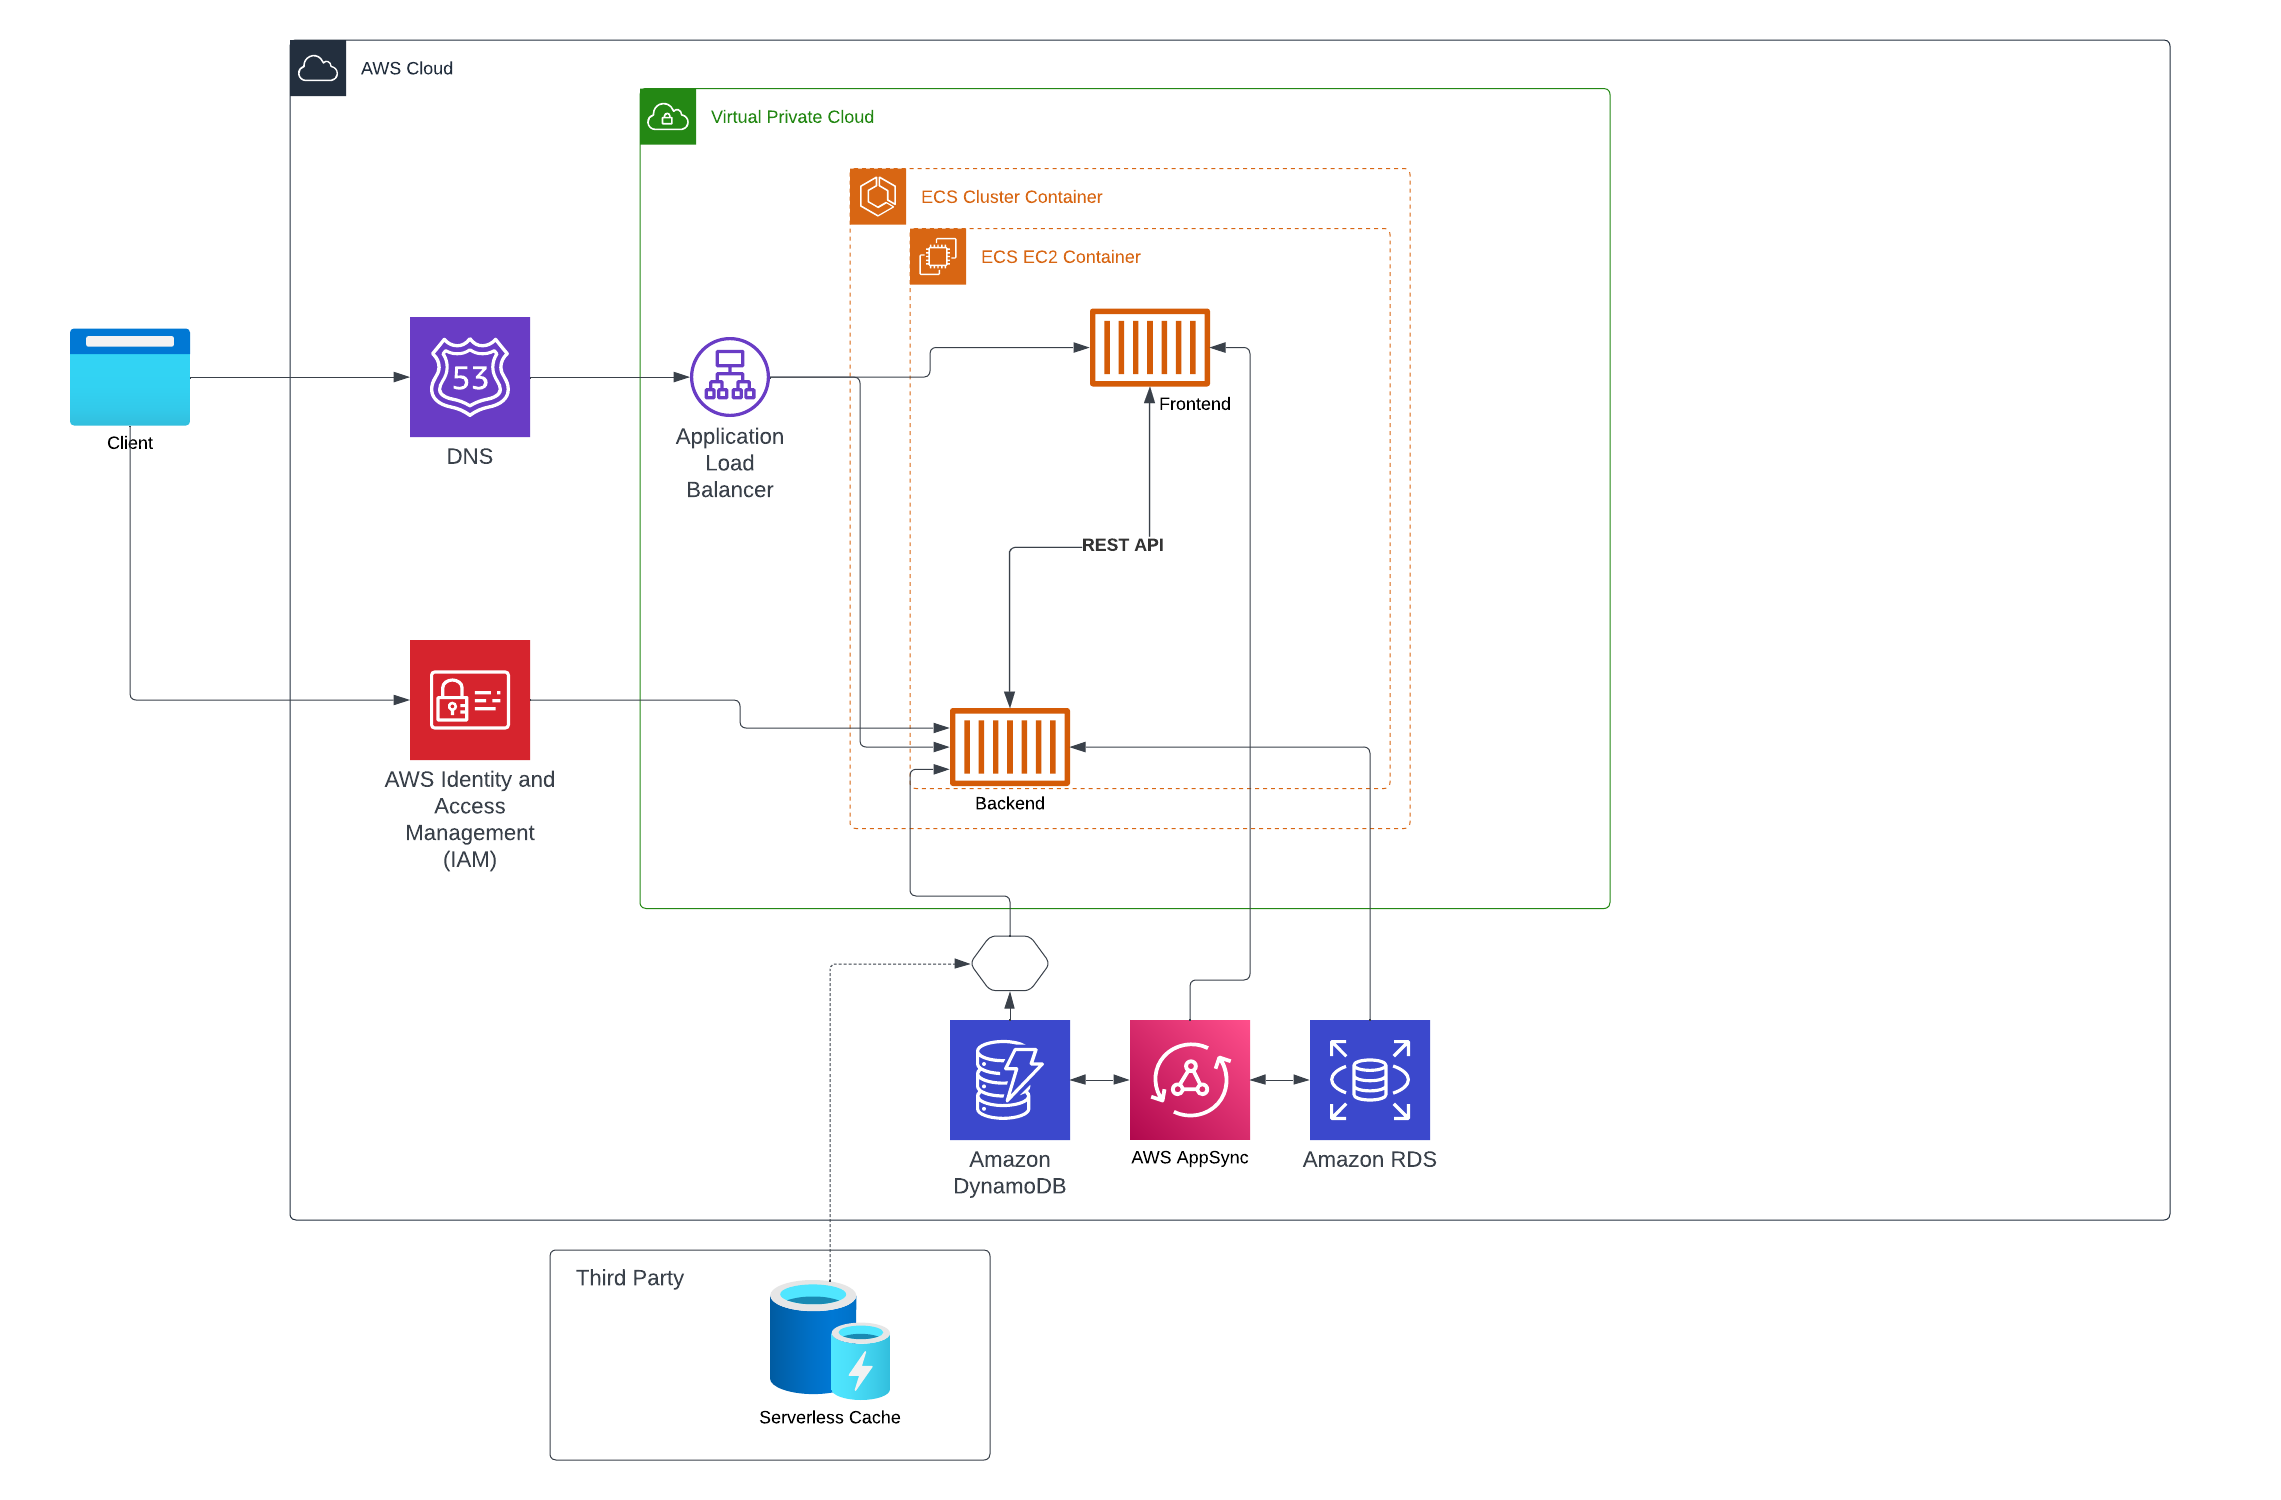 AWS Cloud
Virtual Private Cloud
ECS Cluster Container
ECS EC2 Container
Client
53
DNS
Application
Load
Balancer
Frontend
REST API
AWS Identity and
Access
Management
(IAM)
Backend
Amazon
DynamoDB
AWS AppSync
Amazon RDS
Third Party
Serverless Cache